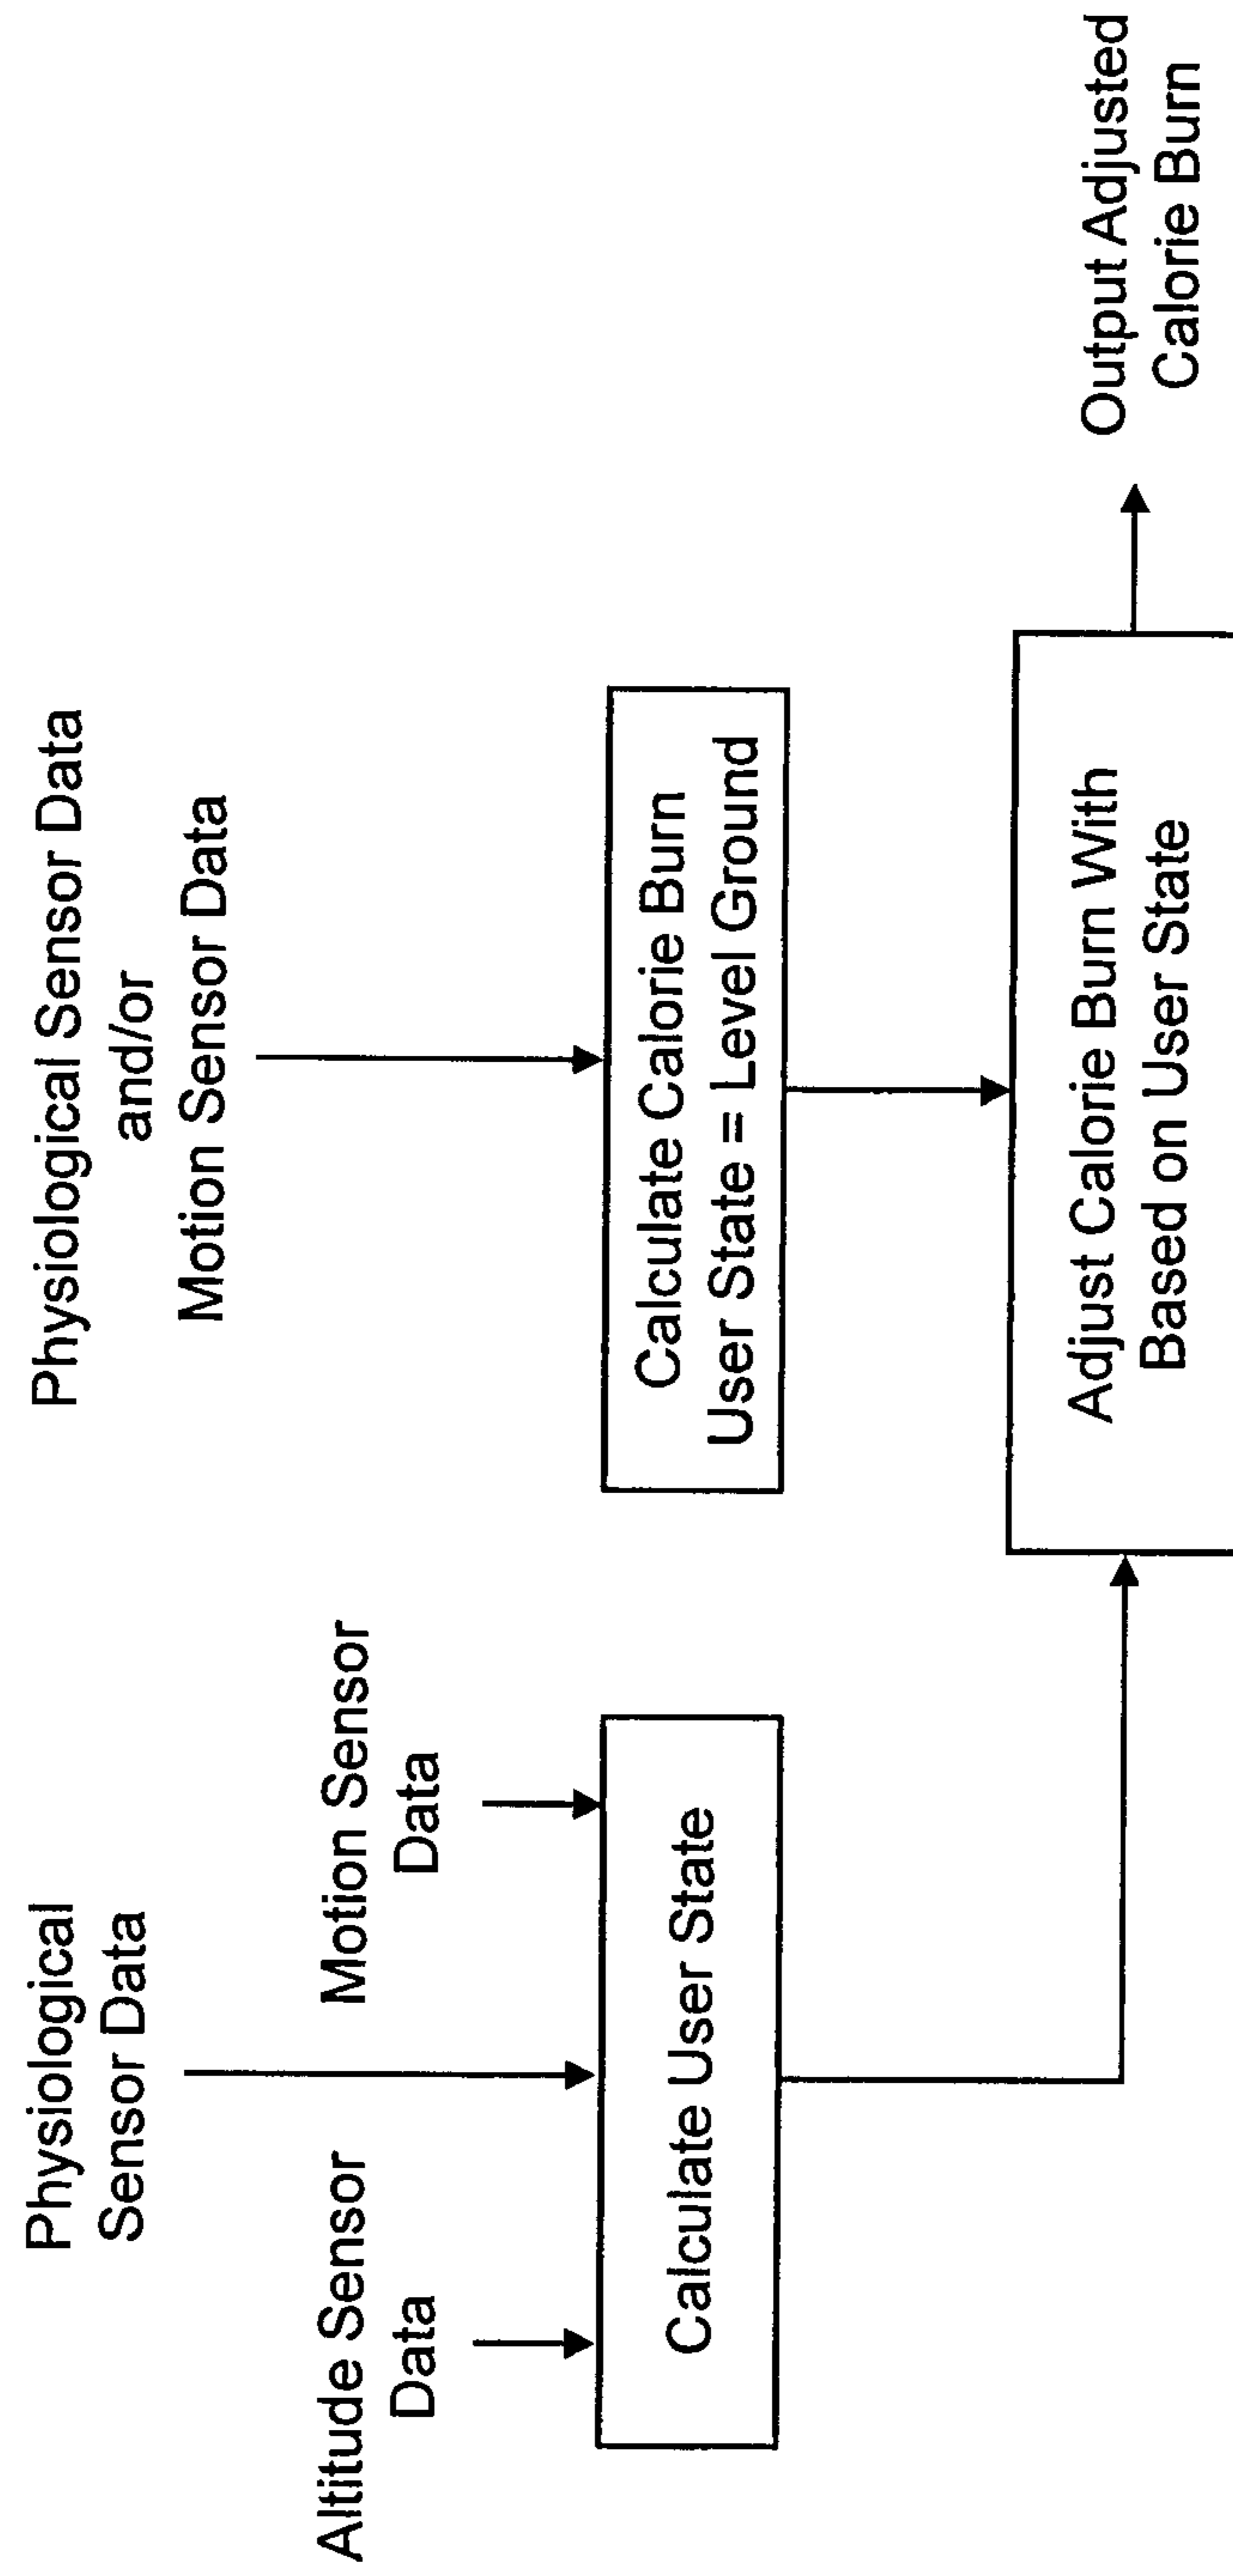 Physiological
Sensor Data
Altitude Sensor
Data
Motion Sensor
Data
Calculate User State
Physiological Sensor Data
and/or
Motion Sensor Data
Calculate Calorie Burn
User State = Level Ground
Adjust Calorie Burn With
Based on User State
Output Adjusted
Calorie Burn